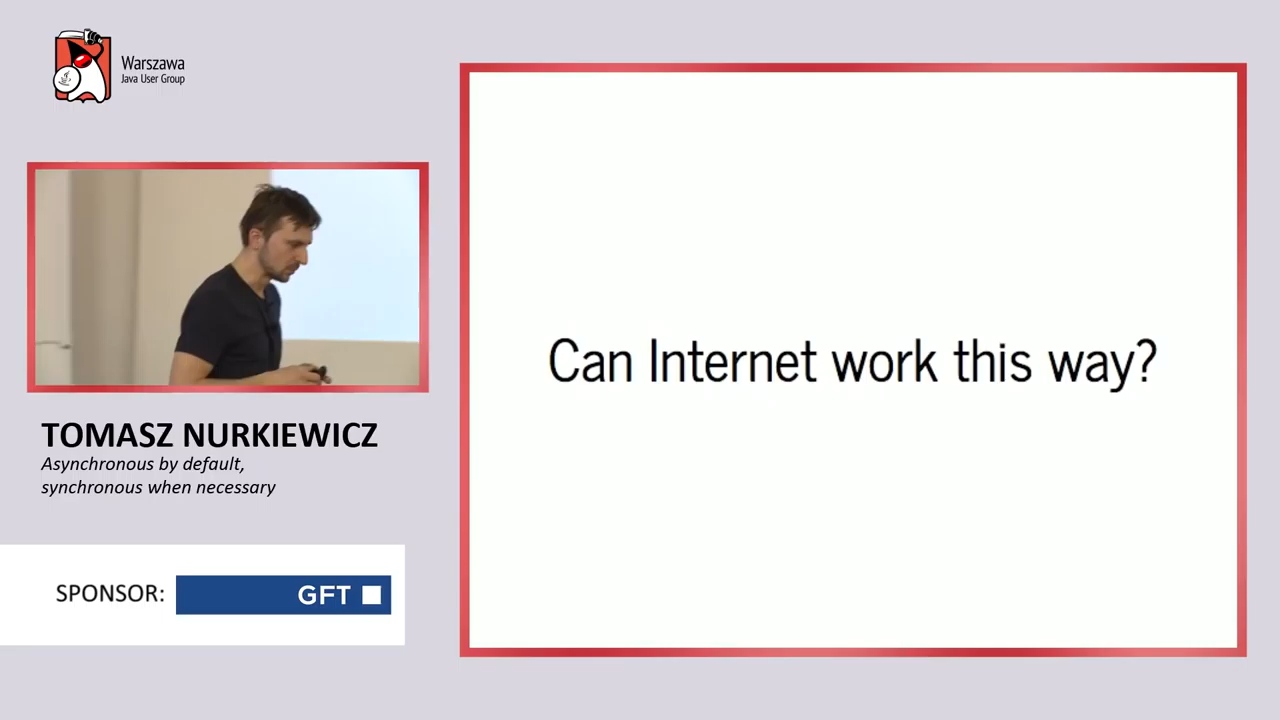 Warszawa
Java User Group
Can Internet work this way?
TOMASZ NURKIEWICZ
Asynchronous by default,
synchronous when necessary
SPONSOR:
GFT